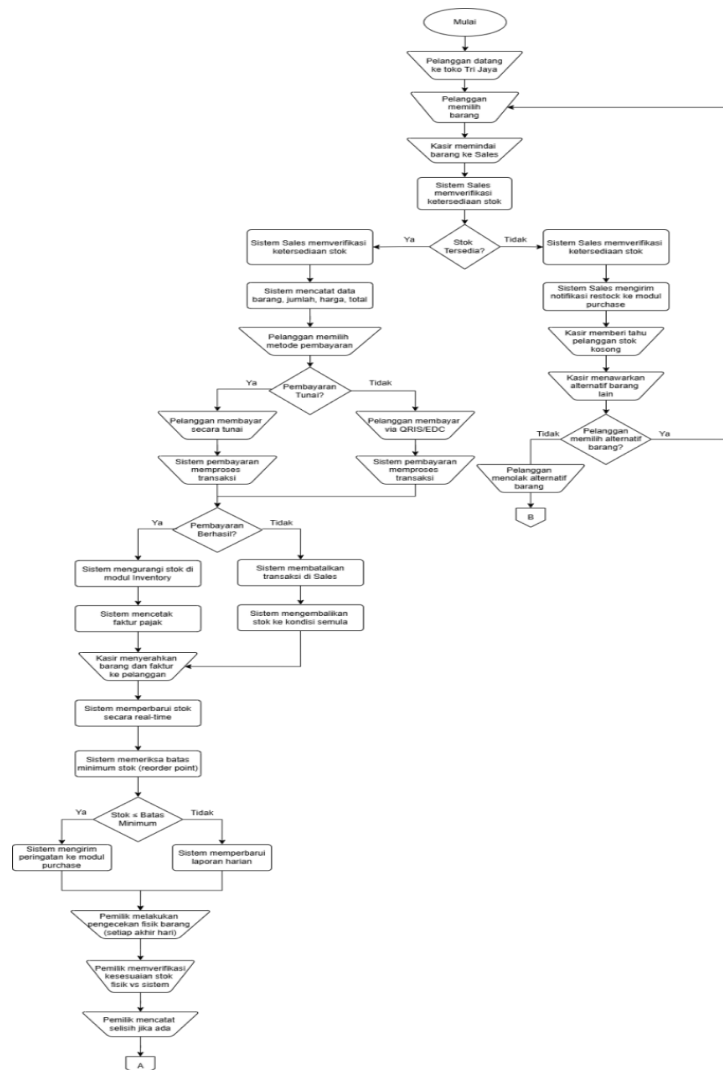 Mulai
Pelanggan datang
ke toko Tri Jaya
Pelanggan
memilih
barang
Kasir memindai
barang ke Sales
Sistem Sales
memverifikasi
ketersediaan stok
Stok
Tersedia?
Ya
Tidak
Sistem Sales memverifikasi
ketersediaan stok
Sistem Sales memverifikasi
ketersediaan stok
Sistem mencatat data
barang, jumlah, harga, total
Sistem Sales mengirim
notifikasi restock ke modul
purchase
Pelanggan memilih
metode pembayaran
Kasir memberi tahu
pelanggan stok
kosong
Pembayaran
Tunai?
Ya
Tidak
Kasir menawarkan
alternatif barang
lain
Pelanggan membayar
secara tunai
Pelanggan membayar
via QRIS/EDC
Pelanggan
memilih alternatif
barang?
Tidak
Ya
Sistem pembayaran
memproses
transaksi
Sistem pembayaran
memproses
transaksi
Pelanggan
menolak alternatif
barang
B
Pembayaran
Berhasil?
Ya
Tidak
Sistem mengurangi stok di
modul Inventory
Sistem membatalkan
transaksi di Sales
Sistem mencetak
faktur pajak
Sistem mengembalikan
stok ke kondisi semula
Kasir menyerahkan
barang dan faktur
ke pelanggan
Sistem memperbarui stok
secara real-time
Sistem memeriksa batas
minimum stok (reorder point)
Stok ≤ Batas
Minimum
Ya
Tidak
Sistem mengirim
peringatan ke modul
purchase
Sistem memperbarui
laporan harian
Pemilik melakukan
pengecekan fisik barang
(setiap akhir hari)
Pemilik memverifikasi
kesesuaian stok
fisik vs sistem
Pemilik mencatat
selisih jika ada
A